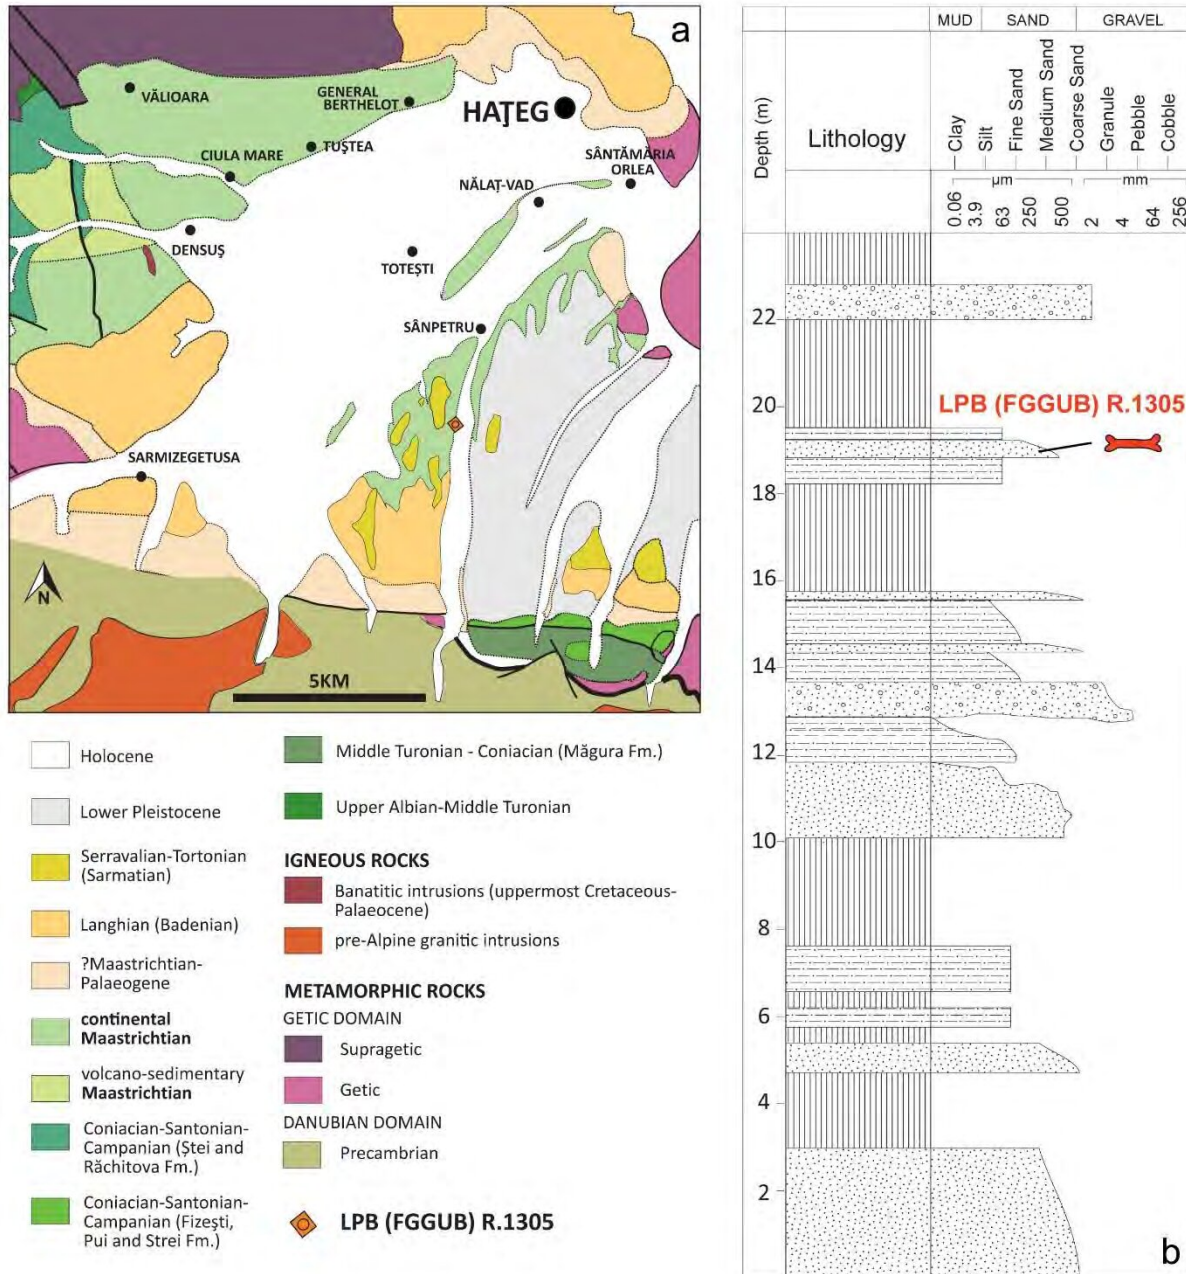 a
VĂLIOARA
GENERAL
BERTHELOT
HAŢEG
TUŞTEA
CIULA MARE
SÂNTĂMĂRIA
ORLEA
NĂLAŢ-VAD
DENSUŞ
TOTEŞTI
SÂNPETRU
SARMIZEGETUSA
N
5KM
Holocene
Lower Pleistocene
Serravalian-Tortonian
(Sarmatian)
Langhian (Badenian)
?Maastrichtian-
Palaeogene
continental
Maastrichtian
volcano-sedimentary
Maastrichtian
Coniacian-Santonian-
Campanian (Ştei and
Răchitova Fm.)
Coniacian-Santonian-
Campanian (Fizeşti,
Pui and Strei Fm.)
Middle Turonian - Coniacian (Măgura Fm.)
Upper Albian-Middle Turonian
IGNEOUS ROCKS
Banatitic intrusions (uppermost Cretaceous-
Palaeocene)
pre-Alpine granitic intrusions
METAMORPHIC ROCKS
GETIC DOMAIN
Supragetic
Getic
DANUBIAN DOMAIN
Precambrian
LPB (FGGUB) R.1305
MUD SAND GRAVEL
Depth (m)
Lithology
Clay
Silt
Fine Sand
Medium Sand
Coarse Sand
Granule
Pebble
Cobble
µm mm
0.06
3.9
63
250
500
2
4
64
256
22
20
LPB (FGGUB) R.1305
18
16
14
12
10
8
6
4
2
b